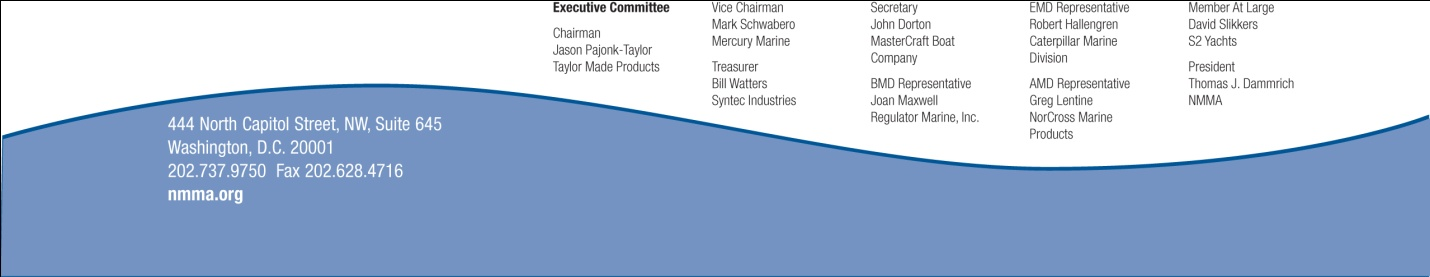 Executive Committee
Chairman
Jason Pajonk-Taylor
Taylor Made Products
Vice Chairman
Mark Schwabero
Mercury Marine
Treasurer
Bill Watters
Syntec Industries
Secretary
John Dorton
MasterCraft Boat
Company
BMD Representative
Joan Maxwell
Regulator Marine, Inc.
EMD Representative
Robert Hallengren
Caterpillar Marine
Division
AMD Representative
Greg Lentine
NorCross Marine
Products
Member At Large
David Slikkers
S2 Yachts
President
Thomas J. Dammrich
NMMA
444 North Capitol Street, NW, Suite 645
Washington, D.C. 20001
202.737.9750 Fax 202.628.4716
nmma.org